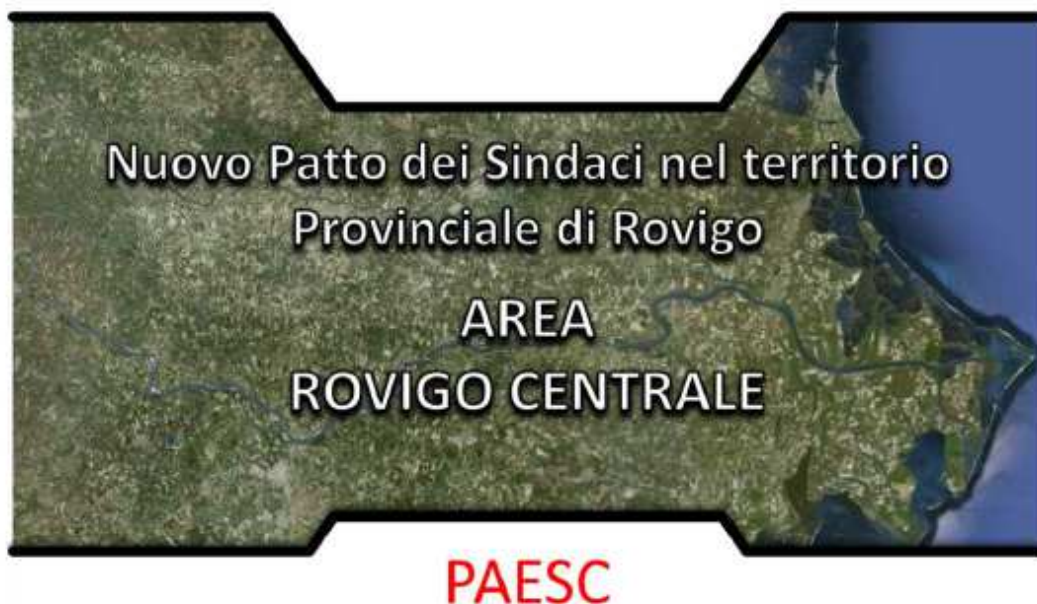 Nuovo Patto dei Sindaci nel territorio
Provinciale di Rovigo
AREA
ROVIGO CENTRALE
PAESC